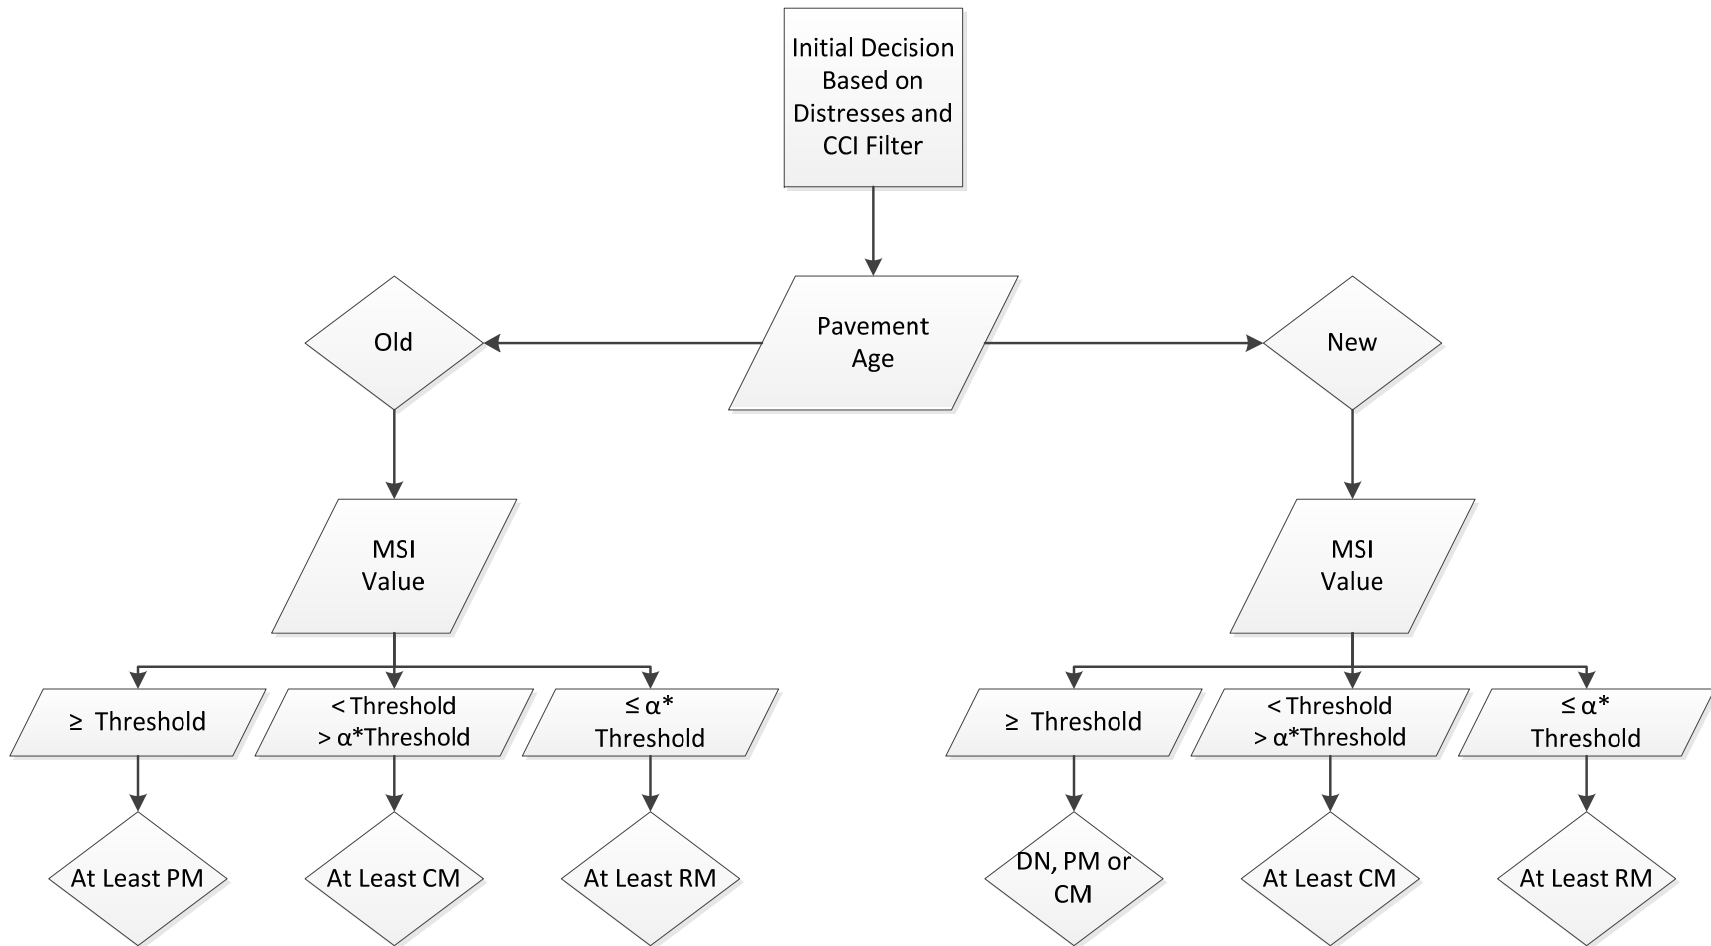 Initial Decision
Based on
Distresses and
CCI Filter
Old
Pavement
Age
New
MSI
Value
MSI
Value
≥ Threshold
< Threshold
> α*Threshold
≤ α*
Threshold
≥ Threshold
< Threshold
> α*Threshold
≤ α*
Threshold
At Least PM
At Least CM
At Least RM
DN, PM or
CM
At Least CM
At Least RM